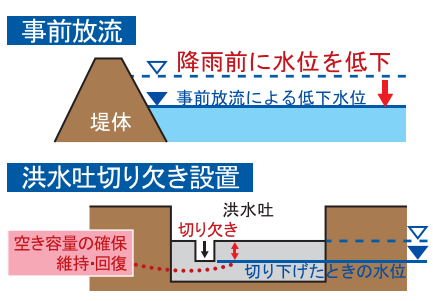 事前放流
降雨前に水位を低下
事前放流による低下水位
堤体
洪水吐切り欠き設置
洪水吐
切り欠き
空き容量の確保
維持・回復
切り下げたときの水位